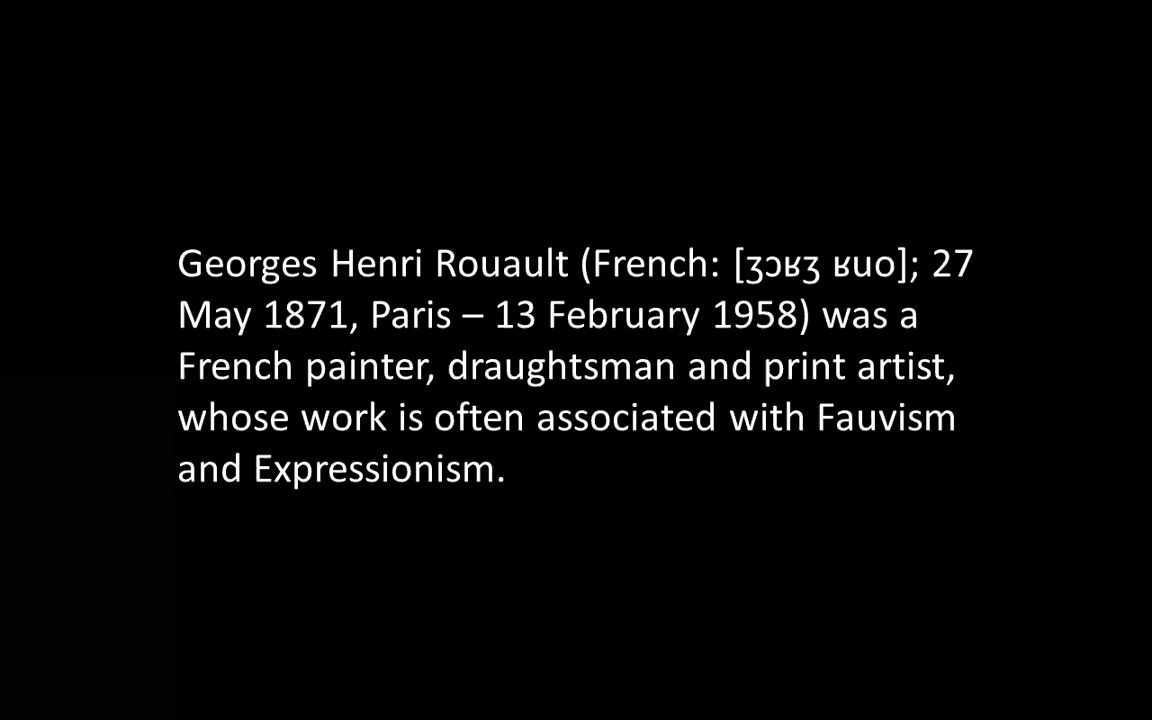 Georges Henri Rouault (French: [ʒɔʁʒ ʁuo]; 27
May 1871, Paris – 13 February 1958) was a
French painter, draughtsman and print artist,
whose work is often associated with Fauvism
and Expressionism.